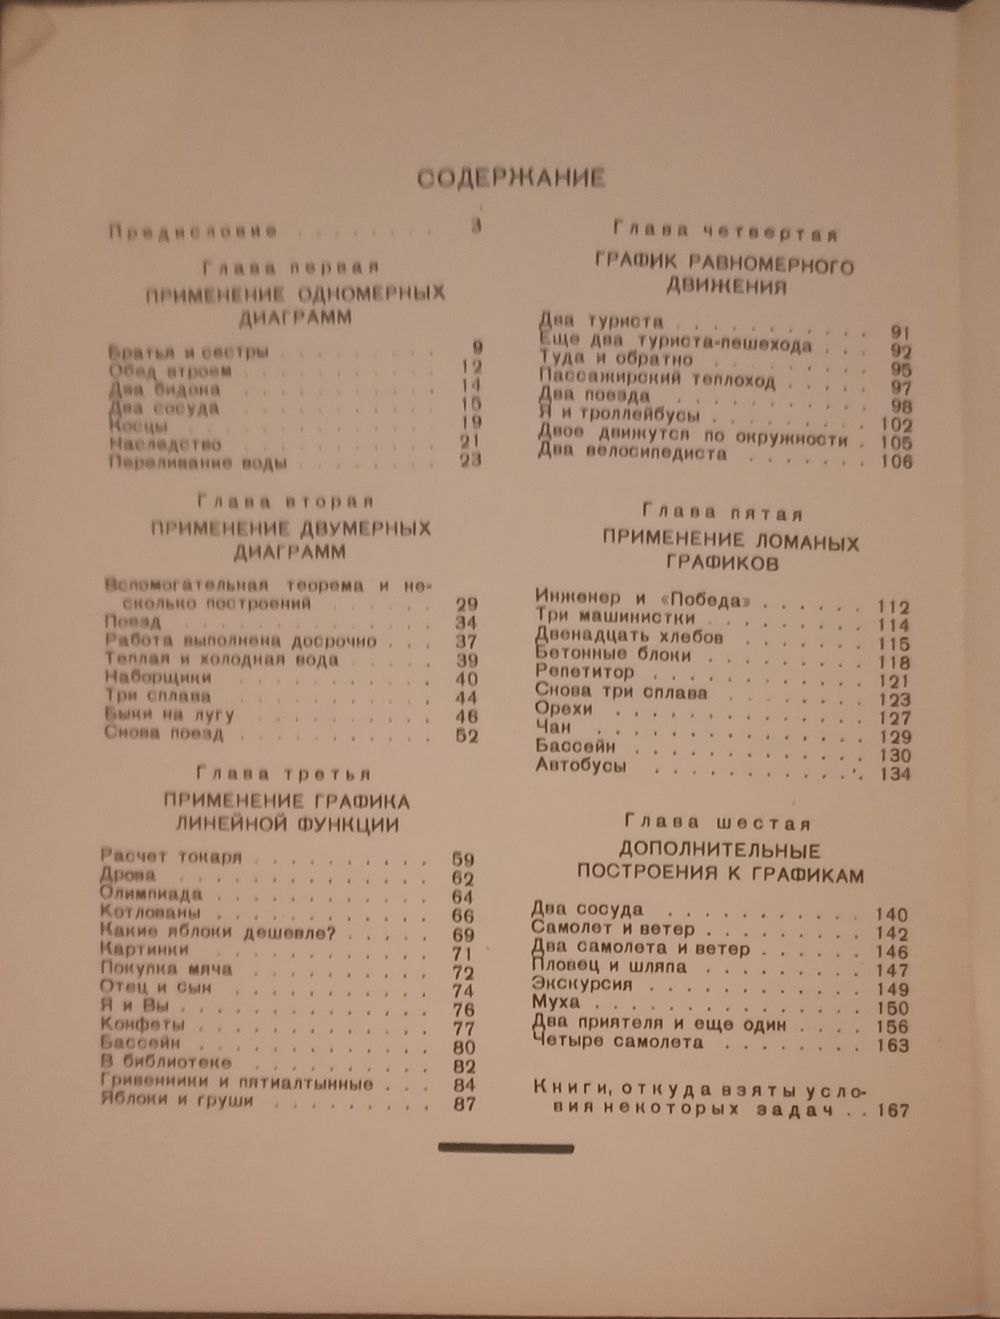 СОДЕРЖАНИЕ
Предисловие . . . . . . . . 3
Глава первая
ПРИМЕНЕНИЕ ОДНОМЕРНЫХ
ДИАГРАММ
Братья и сестры . . . . . . . . 9
Обед втроем . . . . . . . . . . 12
Два бидона . . . . . . . . . . 14
Два сосуда . . . . . . . . . . 15
Косцы . . . . . . . . . . . . 19
Наследство . . . . . . . . . . 21
Переливание воды . . . . . . . 23
Глава вторая
ПРИМЕНЕНИЕ ДВУМЕРНЫХ
ДИАГРАММ
Вспомогательная теорема и не-
сколько построений . . . . . . 29
Поезд . . . . . . . . . . . . 34
Работа выполнена досрочно . . . 37
Теплая и холодная вода . . . . . 39
Наборщики . . . . . . . . . . 40
Три сплава . . . . . . . . . . 44
Быки на лугу . . . . . . . . . 46
Снова поезд . . . . . . . . . . 52
Глава третья
ПРИМЕНЕНИЕ ГРАФИКА
ЛИНЕЙНОЙ ФУНКЦИИ
Расчет токаря . . . . . . . . . 59
Дрова . . . . . . . . . . . . 62
Олимпиада . . . . . . . . . . 64
Котлованы . . . . . . . . . . 66
Какие яблоки дешевле? . . . . . 69
Картинки . . . . . . . . . . . 71
Покупка мяча . . . . . . . . . 72
Отец и сын . . . . . . . . . . 74
Я и Вы . . . . . . . . . . . . 76
Конфеты . . . . . . . . . . . 77
Бассейн . . . . . . . . . . . 80
В библиотеке . . . . . . . . . 82
Гривенники и пятиалтынные . . . 84
Яблоки и груши . . . . . . . . 87
Глава четвертая
ГРАФИК РАВНОМЕРНОГО
ДВИЖЕНИЯ
Два туриста . . . . . . . . . . 91
Еще два туриста-пешехода . . . 92
Туда и обратно . . . . . . . . 95
Пассажирский теплоход . . . . . 97
Два поезда . . . . . . . . . . 98
Я и троллейбусы . . . . . . . . 102
Двое движутся по окружности . 105
Два велосипедиста . . . . . . . 106
Глава пятая
ПРИМЕНЕНИЕ ЛОМАНЫХ
ГРАФИКОВ
Инженер и «Победа» . . . . . . 112
Три машинистки . . . . . . . . 114
Двенадцать хлебов . . . . . . . 115
Бетонные блоки . . . . . . . . 118
Репетитор . . . . . . . . . . . 121
Снова три сплава . . . . . . . . 123
Орехи . . . . . . . . . . . . 127
Чан . . . . . . . . . . . . . 129
Бассейн . . . . . . . . . . . 130
Автобусы . . . . . . . . . . . 134
Глава шестая
ДОПОЛНИТЕЛЬНЫЕ
ПОСТРОЕНИЯ К ГРАФИКАМ
Два сосуда . . . . . . . . . . 140
Самолет и ветер . . . . . . . . 142
Два самолета и ветер . . . . . . 146
Пловец и шляпа . . . . . . . . 147
Экскурсия . . . . . . . . . . . 149
Муха . . . . . . . . . . . . . 150
Два приятеля и еще один . . . . 156
Четыре самолета . . . . . . . . 163
Книги, откуда взяты усло-
вия некоторых задач . . 167